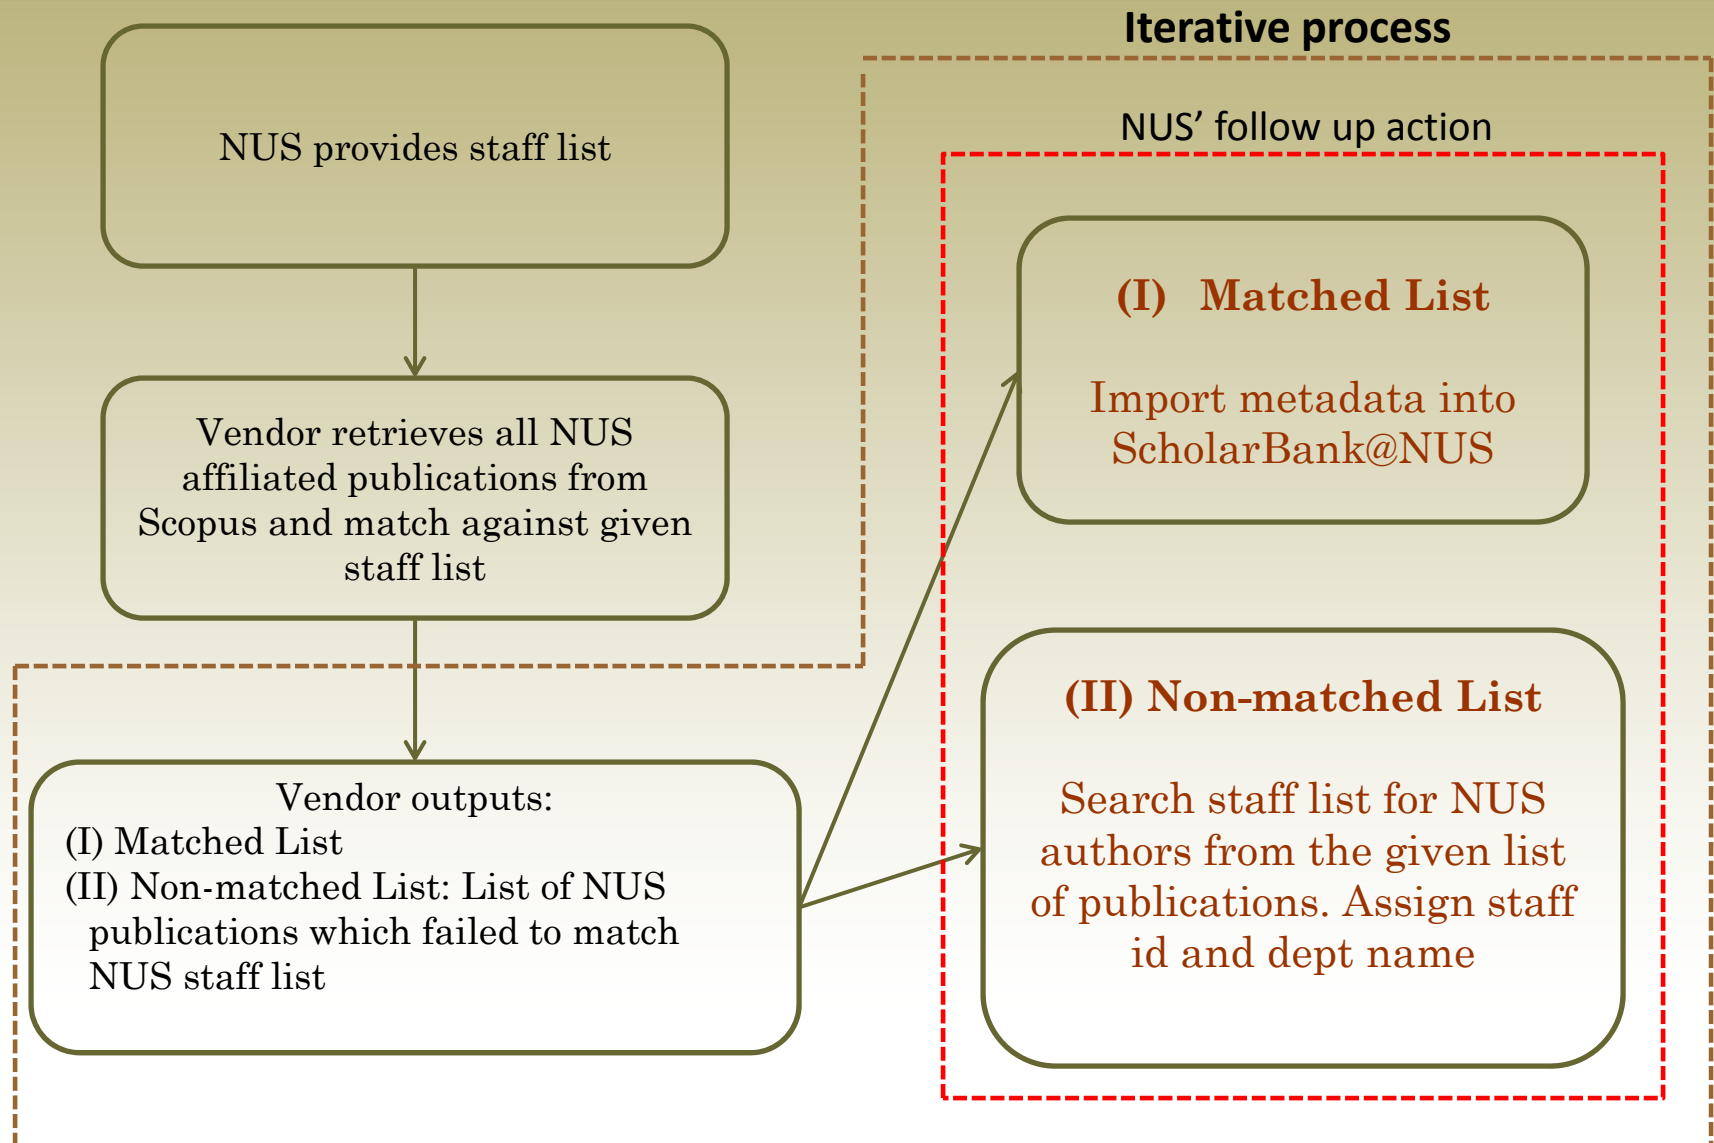 Iterative process
NUS provides staff list
NUS’ follow up action
Vendor retrieves all NUS
affiliated publications from
Scopus and match against given
staff list
Vendor outputs:
(I) Matched List
(II) Non-matched List: List of NUS
publications which failed to match
NUS staff list
(I) Matched List
Import metadata into
ScholarBank@NUS
(II) Non-matched List
Search staff list for NUS
authors from the given list
of publications. Assign staff
id and dept name